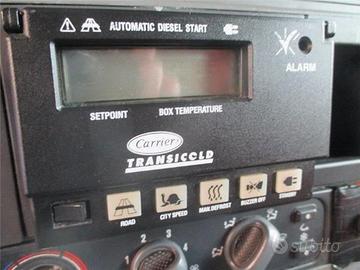 AUTOMATIC DIESEL START
ALARM
SETPOINT BOX TEMPERATURE
Carrier
TRANSICOLD
ROAD CITY SPEED MAN. DEFROST BUZZER OFF STANDBY
1 2 3 4
subito